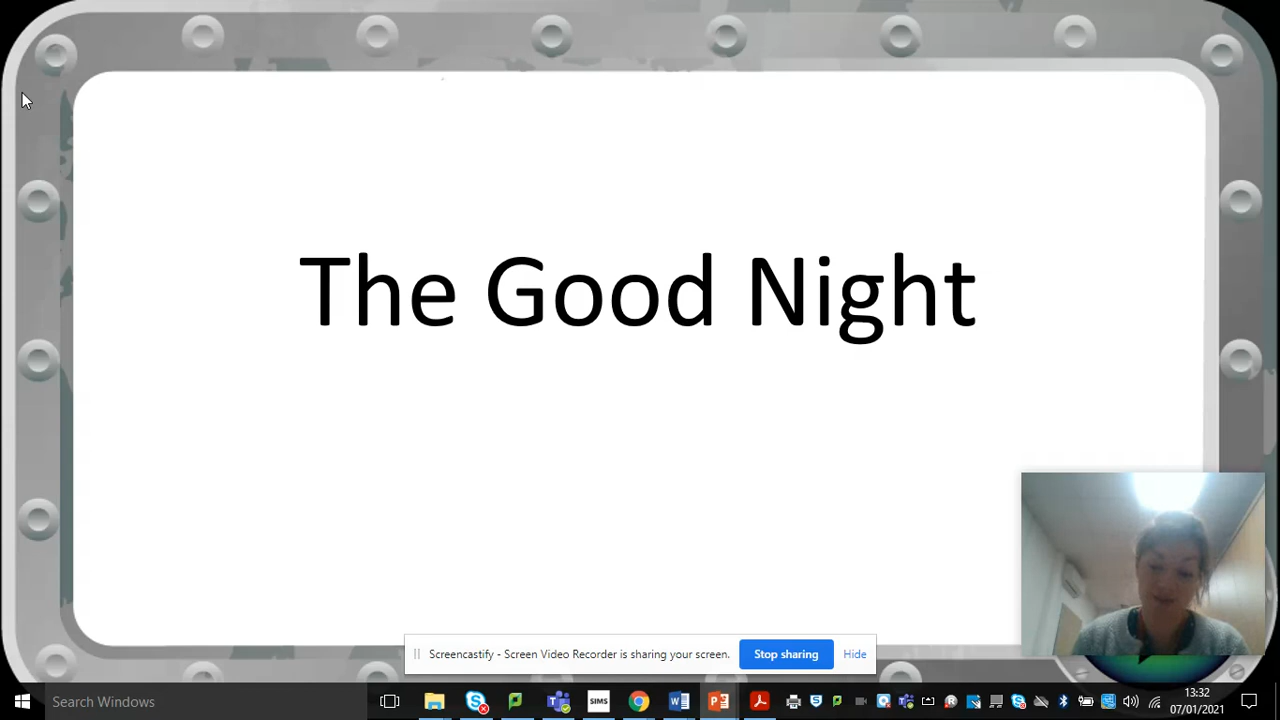 The Good Night
Screencastify - Screen Video Recorder is sharing your screen.
Stop sharing
Hide
Search Windows
SIMS
13:32
07/01/2021